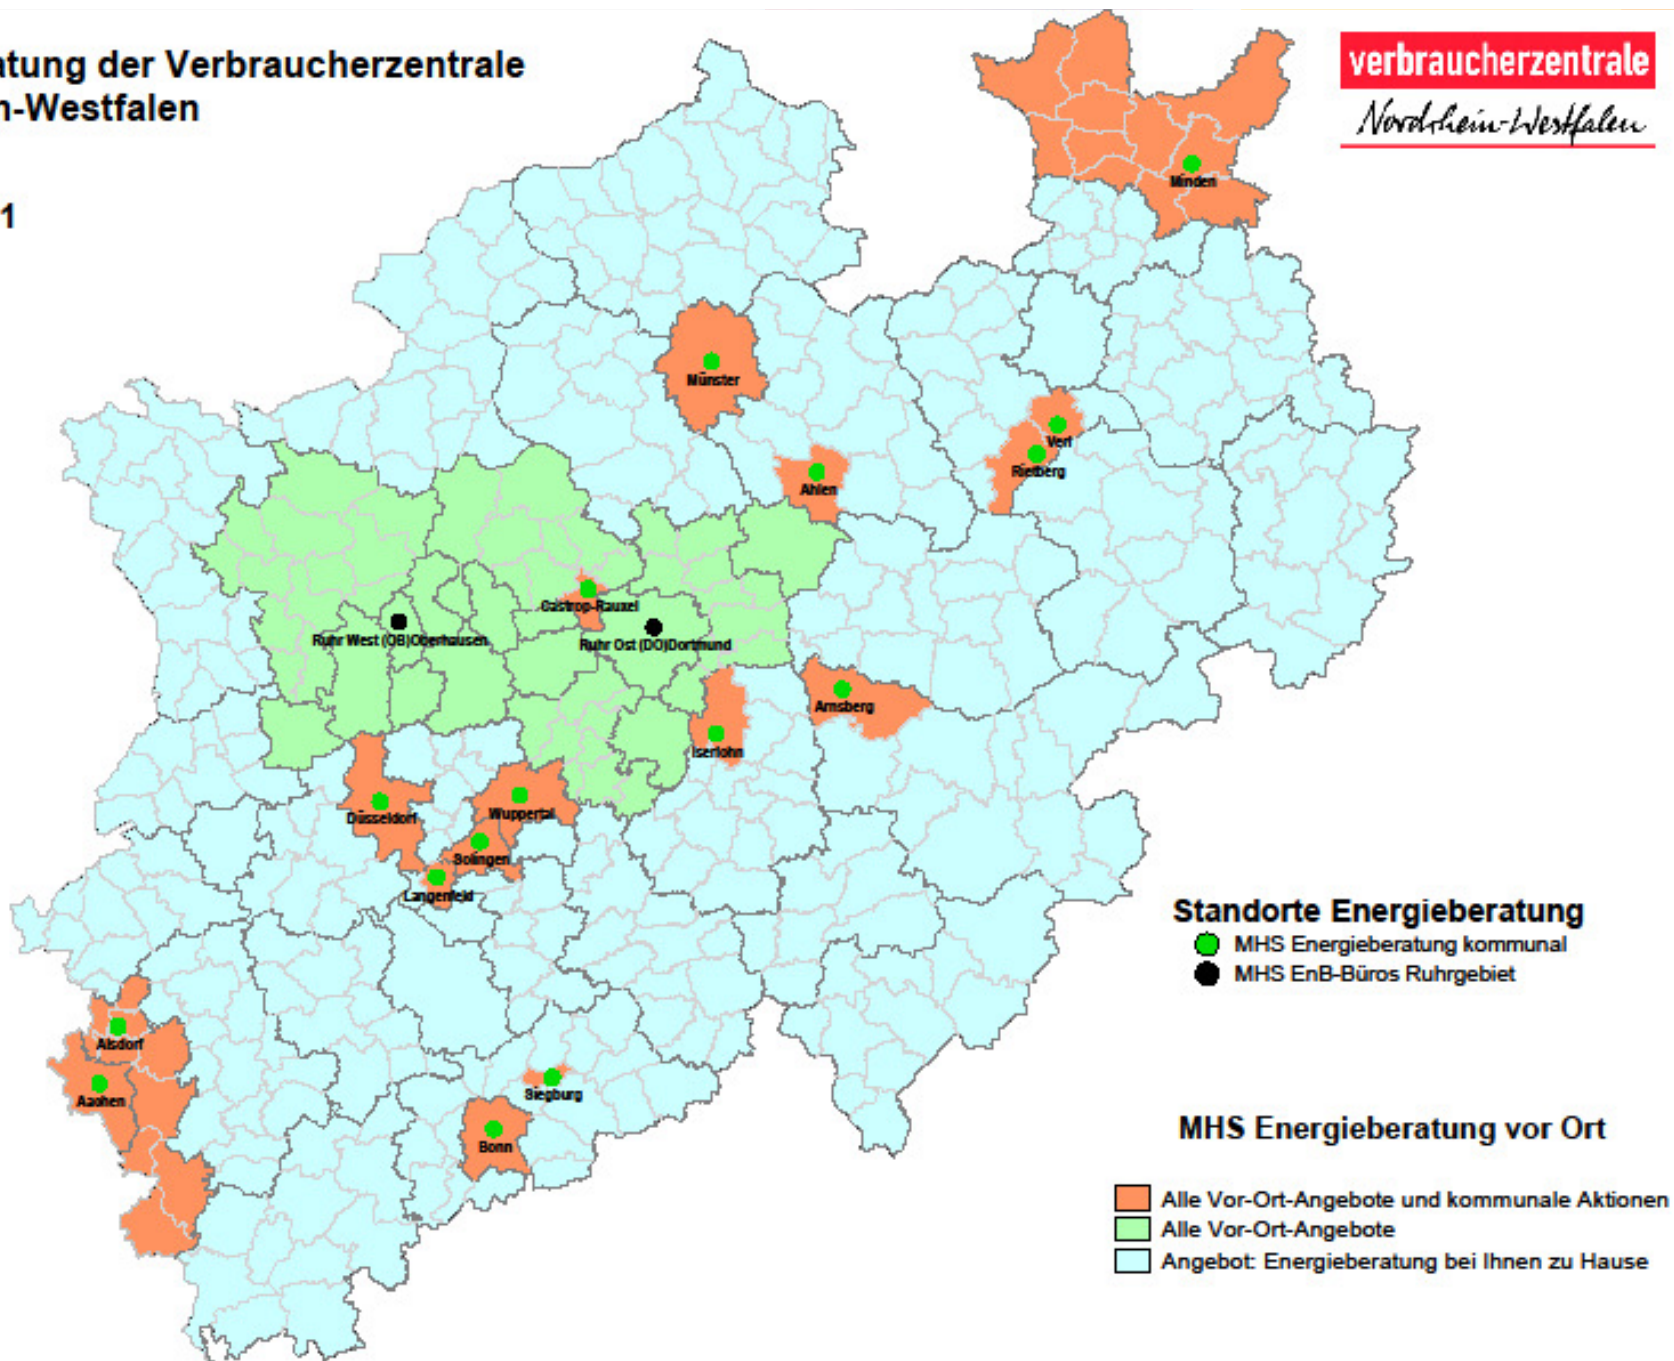 atung der Verbraucherzentrale
n-Westfalen
1
verbraucherzentrale
Nordrhein-Westfalen
Minden
Münster
Verl
Rietberg
Ahlen
Castrop-Rauxel
Ruhr West (OB)Oberhausen
Ruhr Ost (DO)Dortmund
Arnsberg
Iserlohn
Düsseldorf
Wuppertal
Solingen
Langenfeld
Standorte Energieberatung
MHS Energieberatung kommunal
MHS EnB-Büros Ruhrgebiet
Alsdorf
Aachen
Siegburg
Bonn
MHS Energieberatung vor Ort
Alle Vor-Ort-Angebote und kommunale Aktionen
Alle Vor-Ort-Angebote
Angebot: Energieberatung bei Ihnen zu Hause